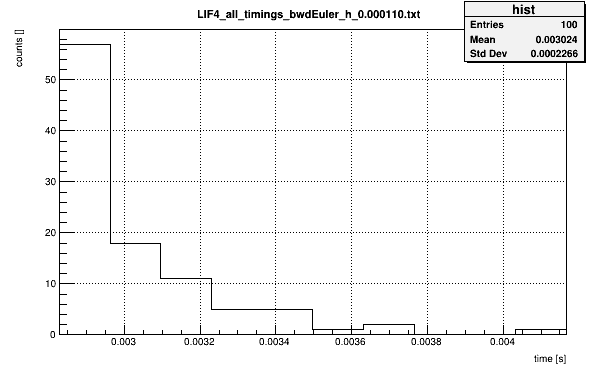 LIF4_all_timings_bwdEuler_h_0.000110.txt
hist
Entries 100
Mean 0.003024
Std Dev 0.0002266
counts []
50
40
30
20
10
0
0.003 0.0032 0.0034 0.0036 0.0038 0.004
time [s]